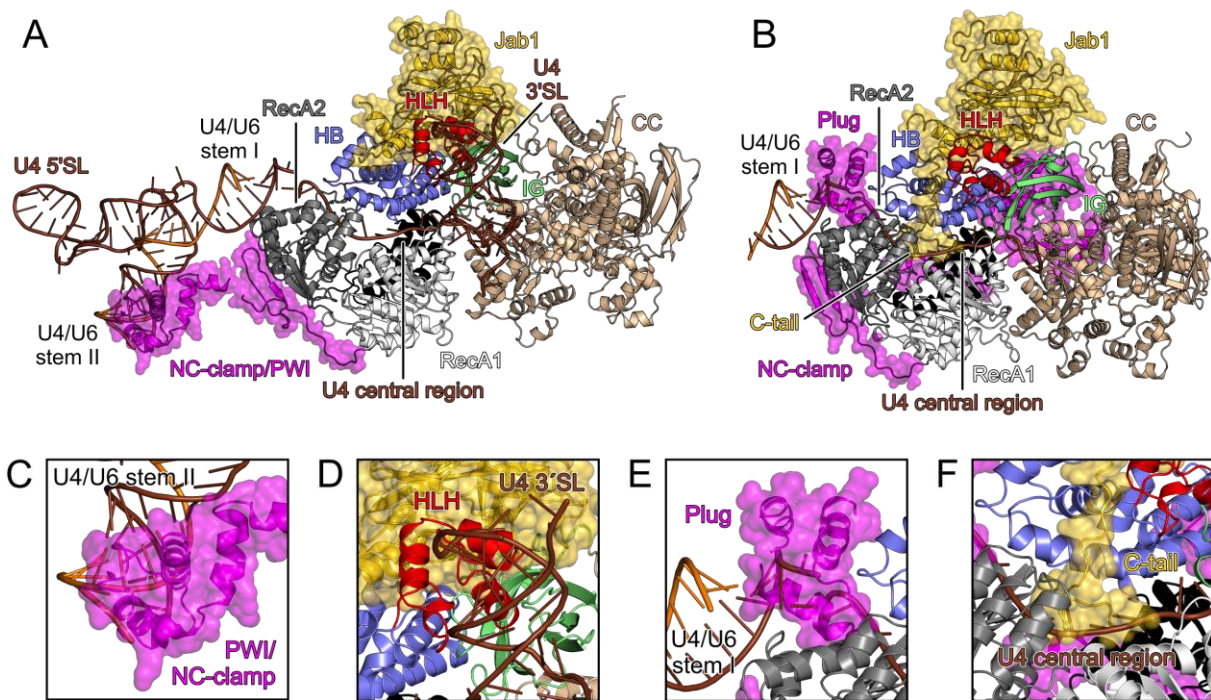 A
Jab1
U4
3'SL
HLH
RecA2
CC
HB
U4/U6
stem I
U4 5'SL
IG
U4/U6
stem II
NC-clamp/PWI
RecA1
U4 central region
B
Jab1
RecA2
HLH
CC
Plug
HB
U4/U6
stem I
IG
C-tail
NC-clamp
RecA1
U4 central region
C
U4/U6 stem II
PWI/
NC-clamp
D
U4 3′SL
HLH
E
Plug
U4/U6
stem I
F
C-tail
U4 central region